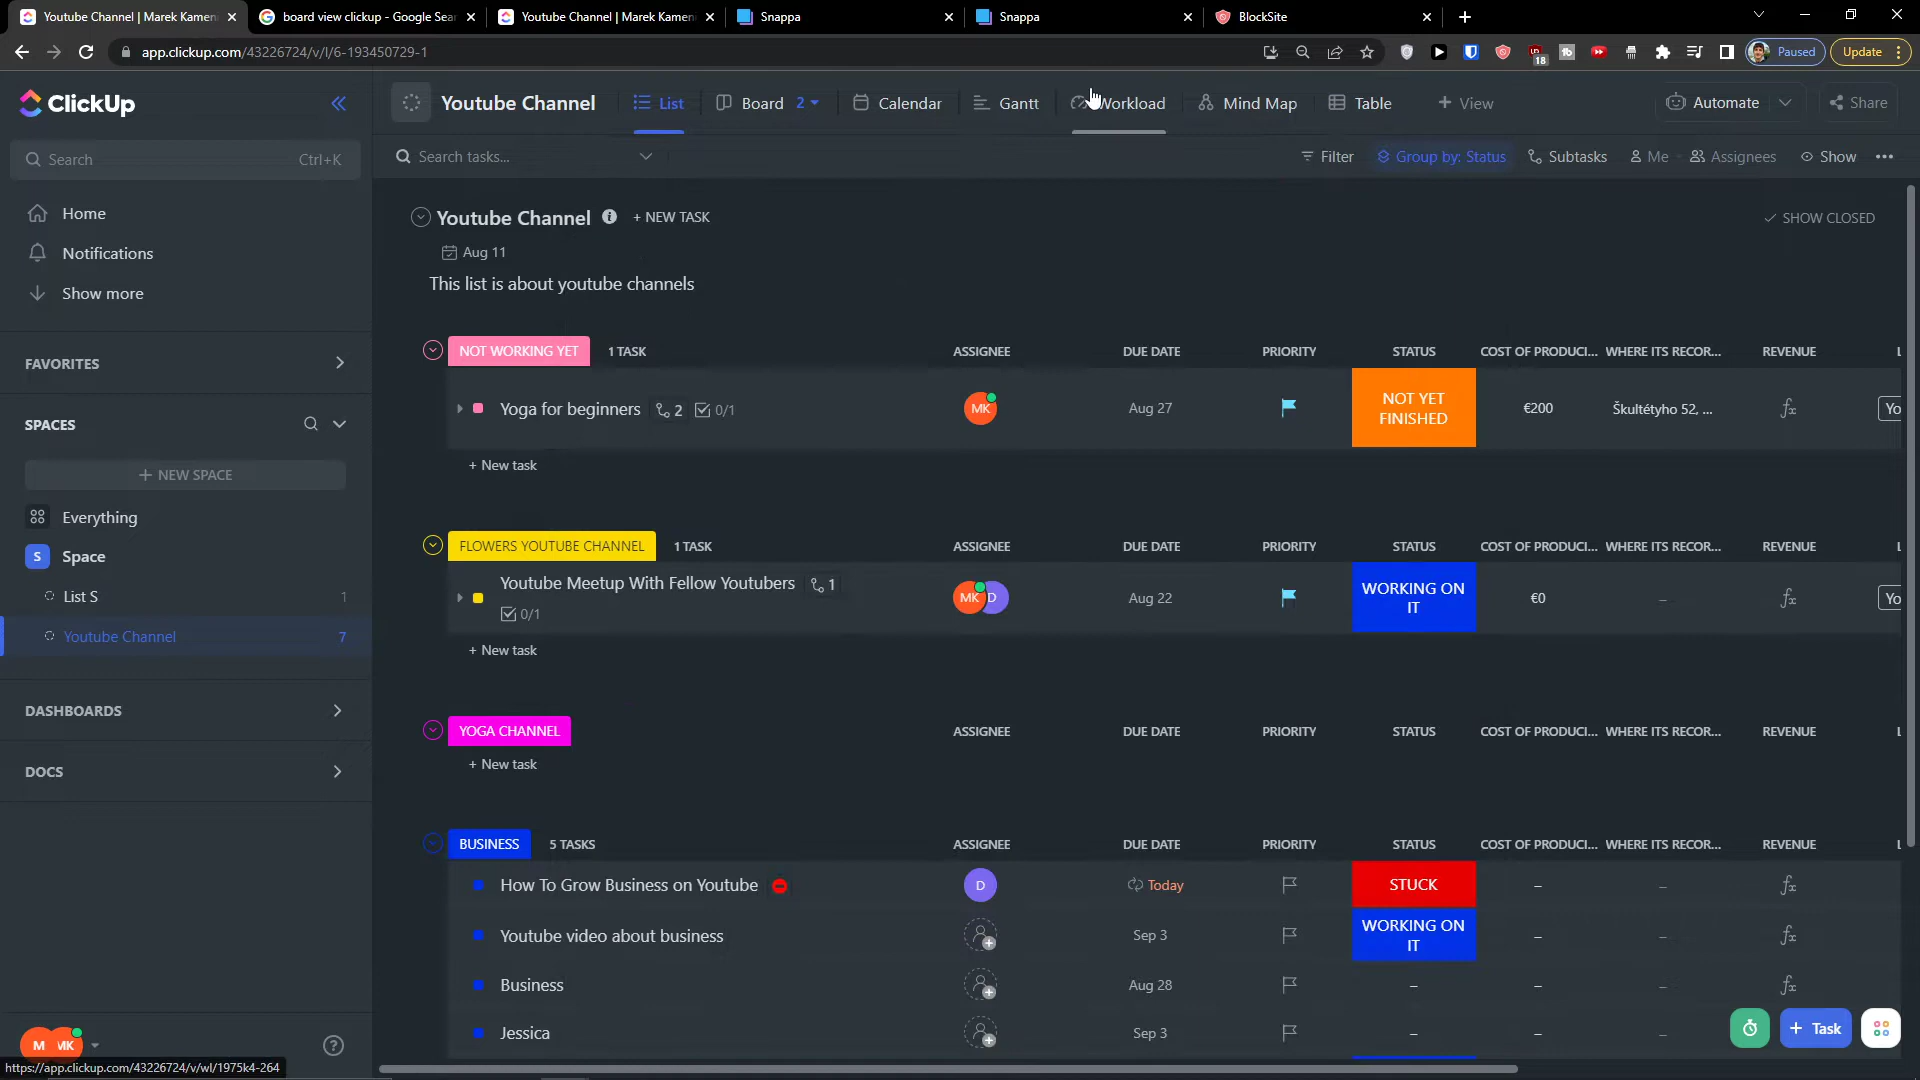 Youtube Channel | Marek Kameni
board view clickup - Google Sear
Youtube Channel | Marek Kameni
Snappa
Snappa
BlockSite
app.clickup.com/43226724/v/l/6-193450729-1
18
Paused
Update
ClickUp
Youtube Channel
List
Board 2
Calendar
Gantt
Workload
Mind Map
Table
+ View
Automate
Share
Search Ctrl+K
Search tasks...
Filter
Group by: Status
Subtasks
Me
Assignees
Show
Home
Notifications
Show more
FAVORITES
SPACES
+ NEW SPACE
Everything
S Space
List S 1
Youtube Channel 7
DASHBOARDS
DOCS
M MK
?
https://app.clickup.com/43226724/v/wl/1975k4-264
Youtube Channel + NEW TASK
SHOW CLOSED
Aug 11
This list is about youtube channels
NOT WORKING YET 1 TASK ASSIGNEE DUE DATE PRIORITY STATUS COST OF PRODUCI... WHERE ITS RECOR... REVENUE L
Yoga for beginners 2 0/1 MK Aug 27 NOT YET FINISHED €200 Škultétyho 52, ... fx Yo
+ New task
FLOWERS YOUTUBE CHANNEL 1 TASK ASSIGNEE DUE DATE PRIORITY STATUS COST OF PRODUCI... WHERE ITS RECOR... REVENUE L
Youtube Meetup With Fellow Youtubers 1
0/1
MK D Aug 22 WORKING ON IT €0 – fx Yo
+ New task
YOGA CHANNEL ASSIGNEE DUE DATE PRIORITY STATUS COST OF PRODUCI... WHERE ITS RECOR... REVENUE L
+ New task
BUSINESS 5 TASKS ASSIGNEE DUE DATE PRIORITY STATUS COST OF PRODUCI... WHERE ITS RECOR... REVENUE L
How To Grow Business on Youtube D Today STUCK – – fx
Youtube video about business Sep 3 WORKING ON IT – – fx
Business Aug 28 – – – fx
Jessica Sep 3 – – –
+ Task